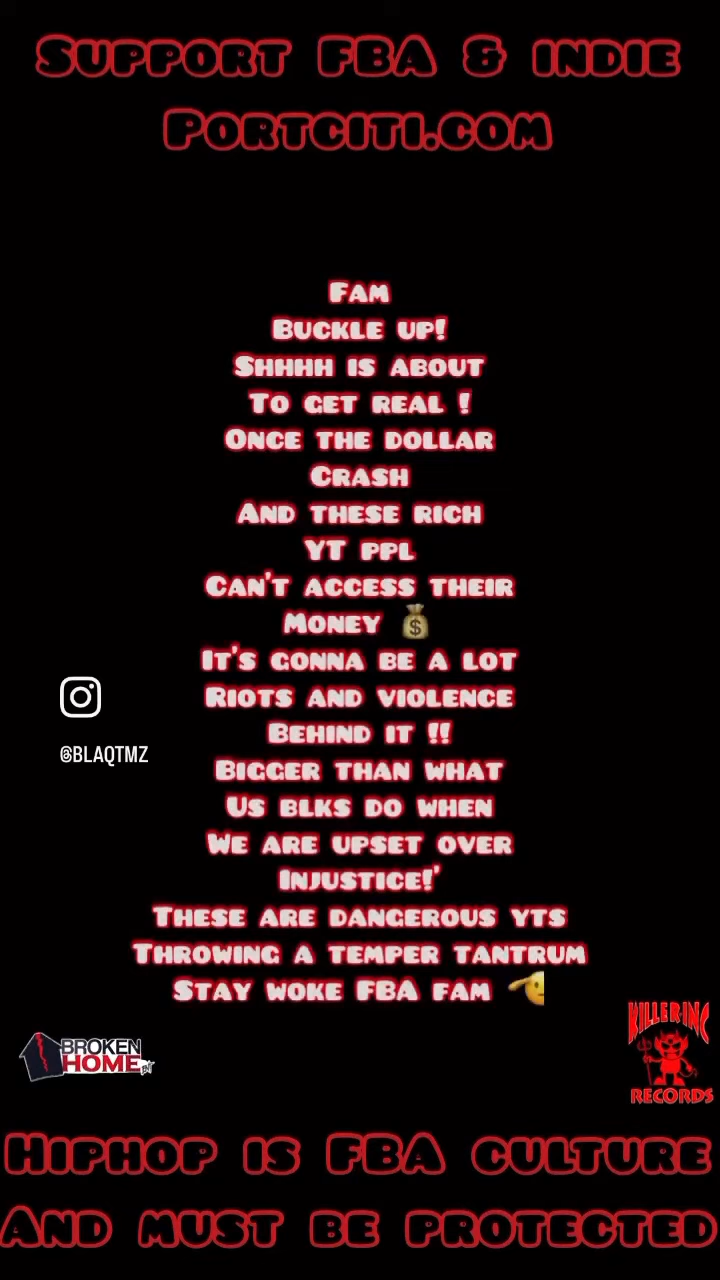 Support FBA & indie
Portciti.com
Fam
Buckle up!
Shhhh is about
To get real !
Once the dollar
Crash
And these rich
YT ppl
Can't access their
Money 💰
It's gonna be a lot
Riots and violence
Behind it !!
Bigger than what
Us blks do when
We are upset over
Injustice!'
These are dangerous yts
Throwing a temper tantrum
Stay woke FBA fam 🫡
@BLAQTMZ
BROKEN
HOME
KILLER INC
RECORDS
Hiphop is FBA culture
And must be protected